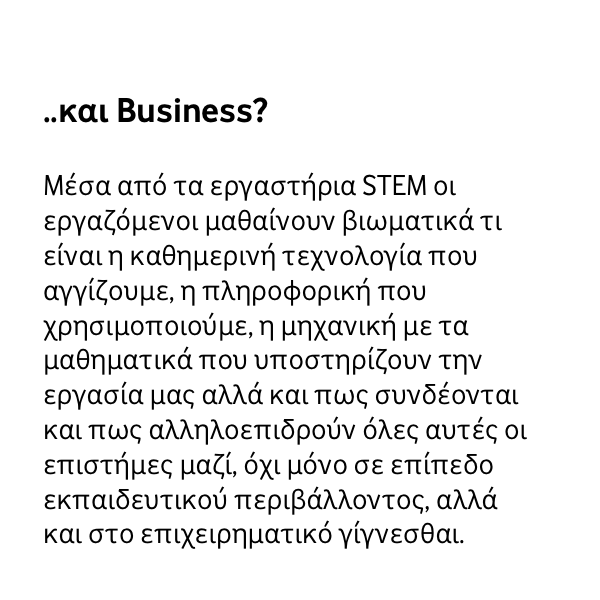 ..και Business?
Μέσα από τα εργαστήρια STEM οι
εργαζόμενοι μαθαίνουν βιωματικά τι
είναι η καθημερινή τεχνολογία που
αγγίζουμε, η πληροφορική που
χρησιμοποιούμε, η μηχανική με τα
μαθηματικά που υποστηρίζουν την
εργασία μας αλλά και πως συνδέονται
και πως αλληλοεπιδρούν όλες αυτές οι
επιστήμες μαζί, όχι μόνο σε επίπεδο
εκπαιδευτικού περιβάλλοντος, αλλά
και στο επιχειρηματικό γίγνεσθαι.